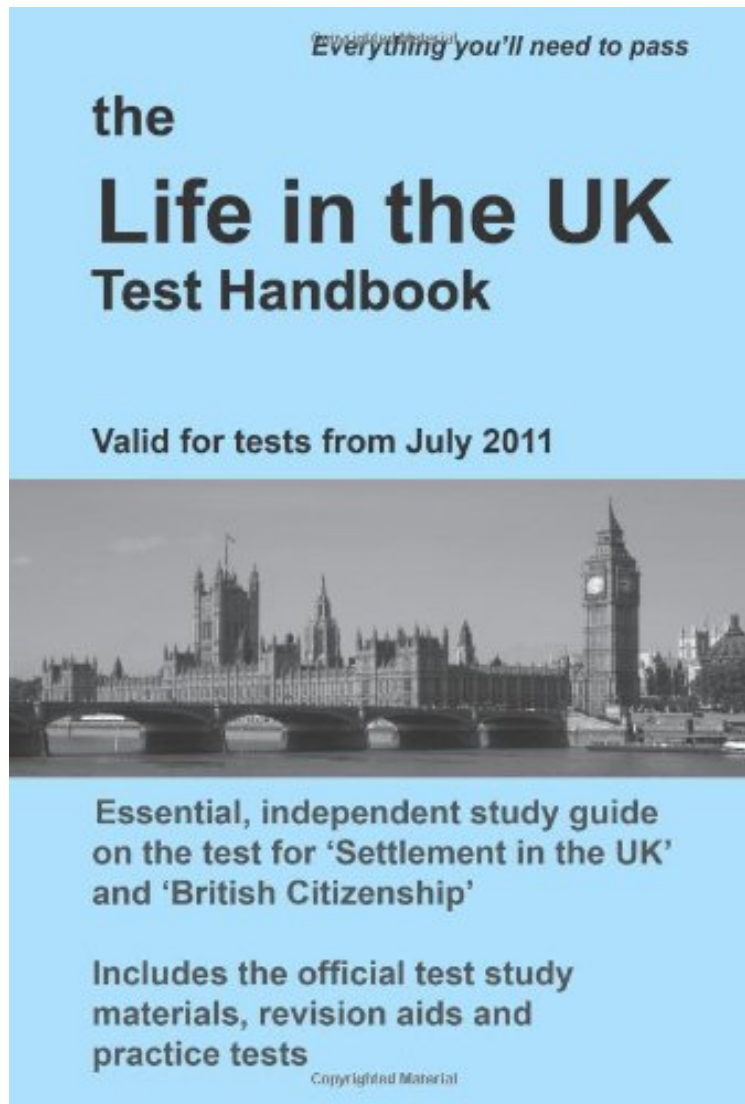 Copyrighted Material
Everything you'll need to pass
the
Life in the UK
Test Handbook
Valid for tests from July 2011
Essential, independent study guide
on the test for ‘Settlement in the UK’
and ‘British Citizenship’
Includes the official test study
materials, revision aids and
practice tests
Copyrighted Material